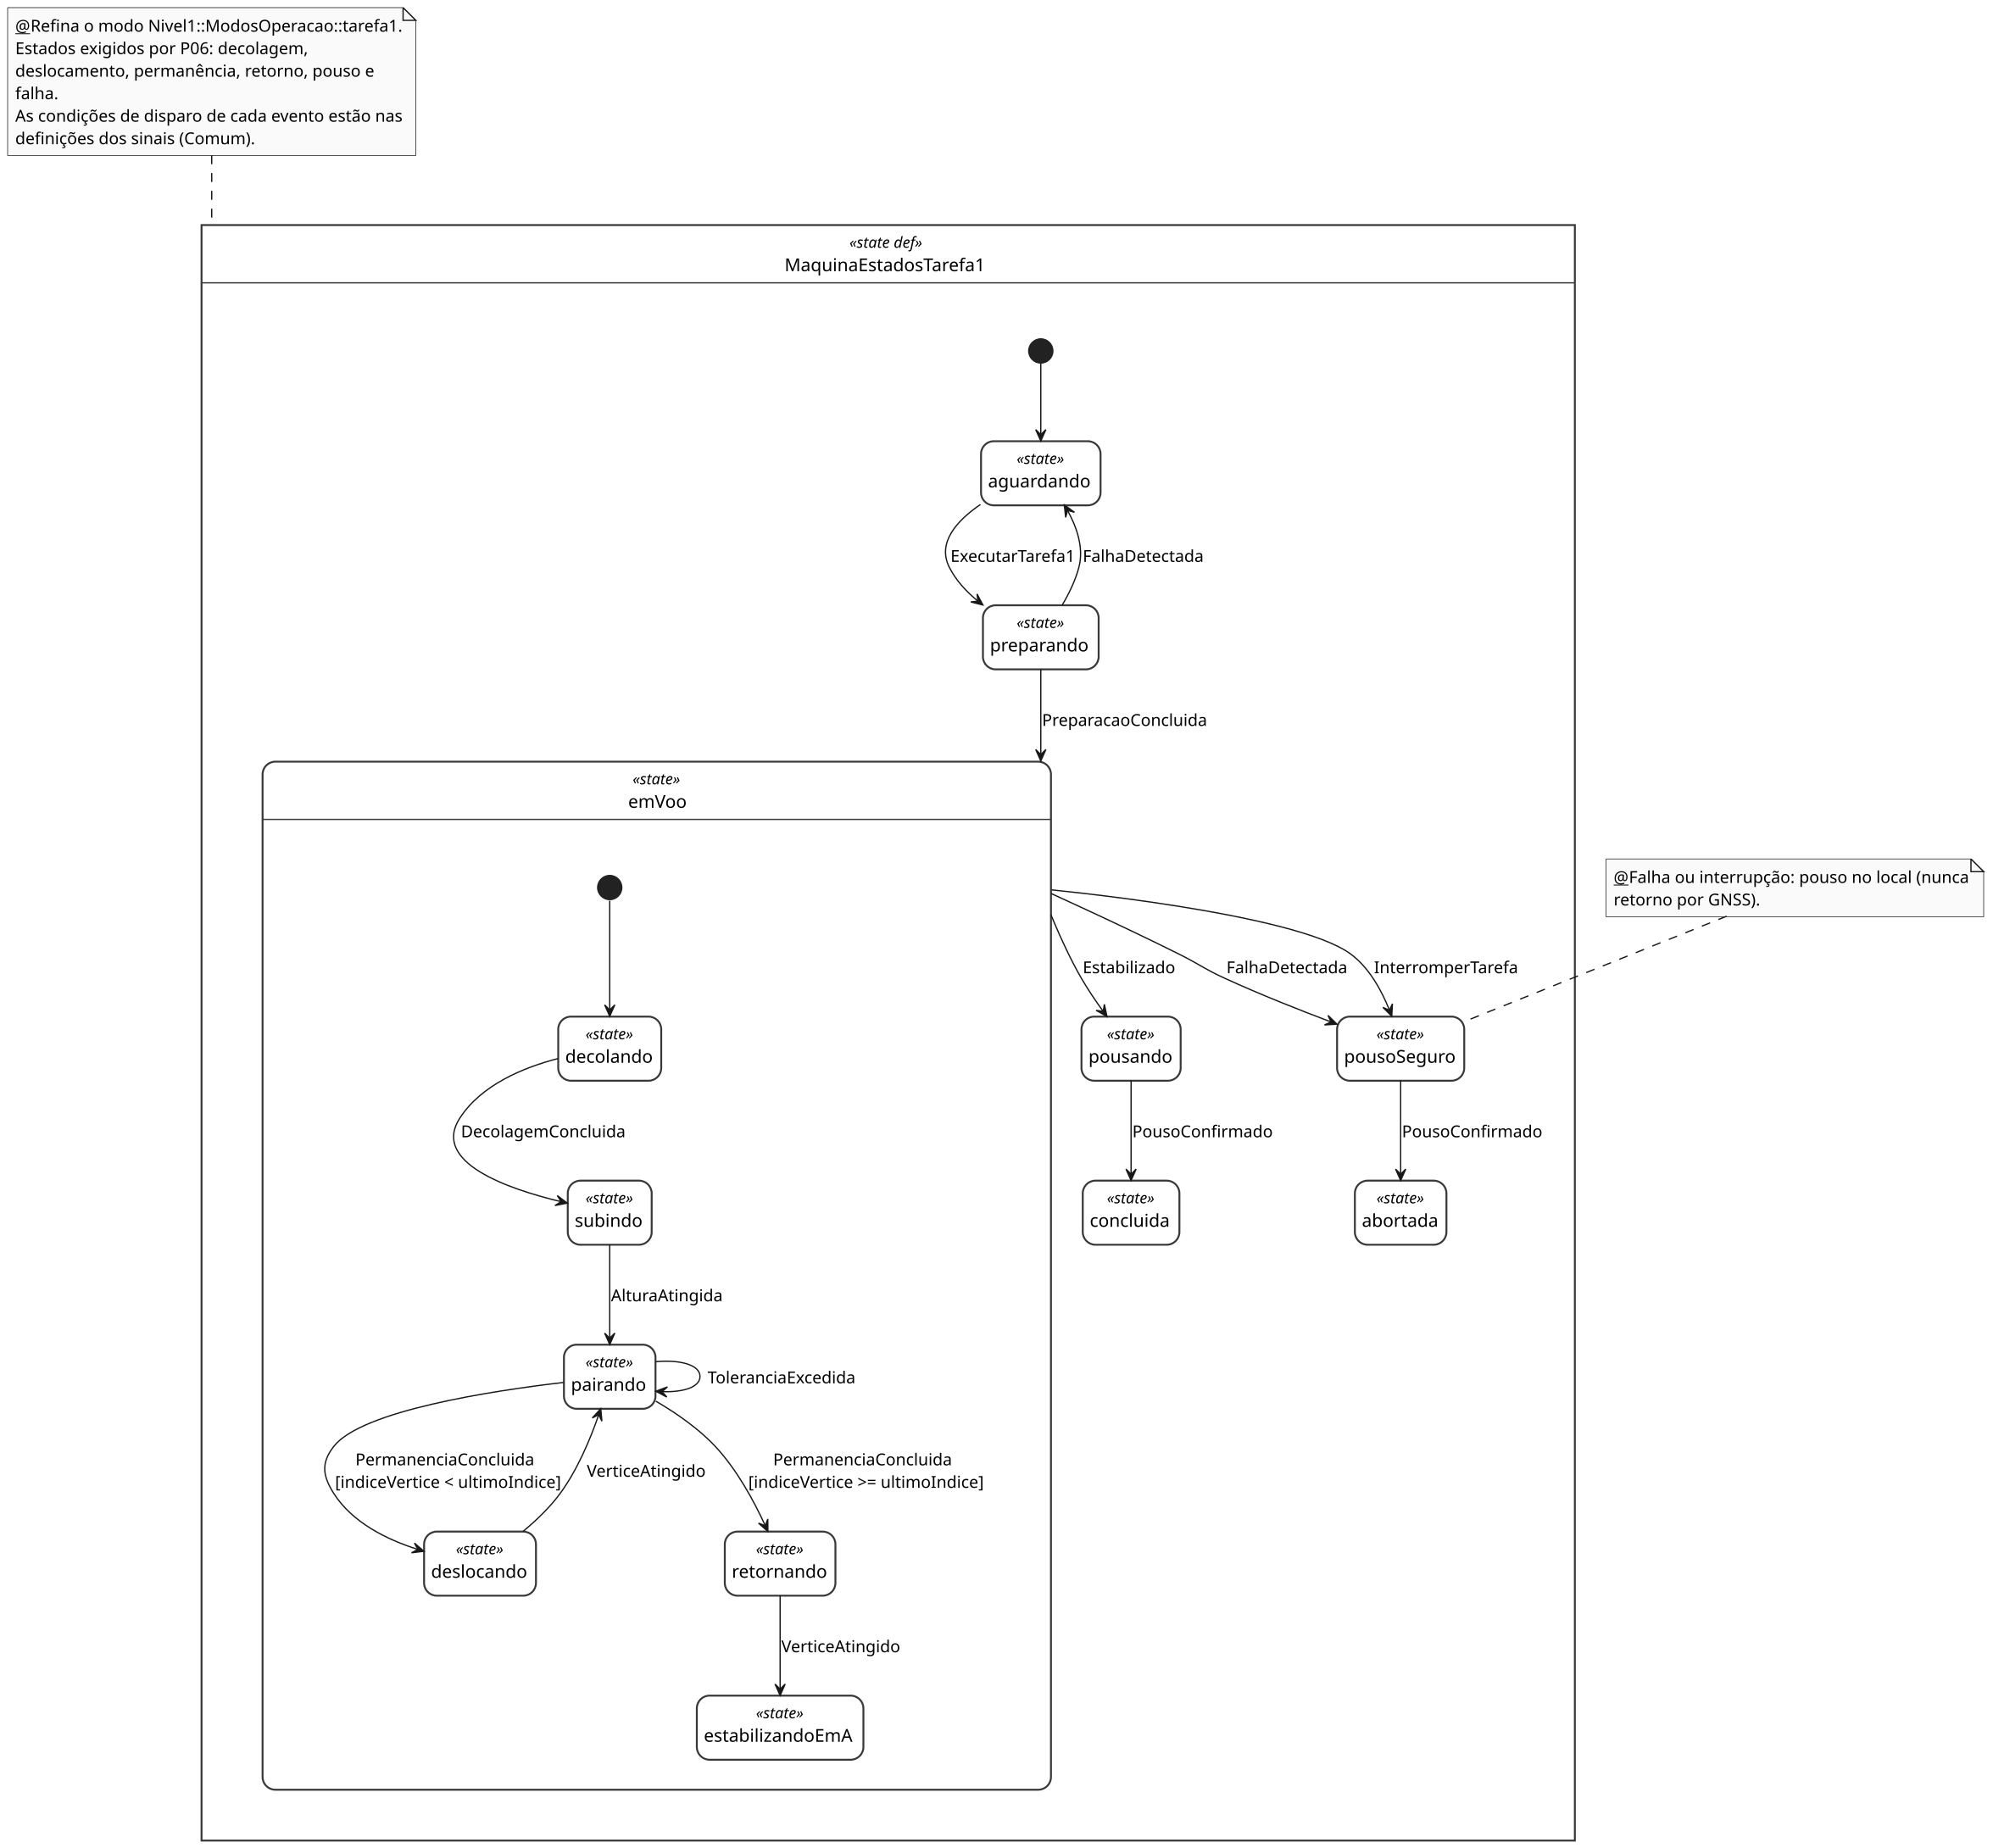 @Refina o modo Nivel1::ModosOperacao::tarefa1.
Estados exigidos por P06: decolagem,
deslocamento, permanência, retorno, pouso e
falha.
As condições de disparo de cada evento estão nas
definições dos sinais (Comum).
«state def»
MaquinaEstadosTarefa1
«state»
aguardando
ExecutarTarefa1
FalhaDetectada
«state»
preparando
PreparacaoConcluida
«state»
emVoo
@Falha ou interrupção: pouso no local (nunca
retorno por GNSS).
Estabilizado
FalhaDetectada
InterromperTarefa
«state»
decolando
«state»
pousando
«state»
pousoSeguro
DecolagemConcluida
PousoConfirmado
PousoConfirmado
«state»
subindo
«state»
concluida
«state»
abortada
AlturaAtingida
«state»
pairando
ToleranciaExcedida
PermanenciaConcluida
[indiceVertice < ultimoIndice]
VerticeAtingido
PermanenciaConcluida
[indiceVertice >= ultimoIndice]
«state»
deslocando
«state»
retornando
VerticeAtingido
«state»
estabilizandoEmA